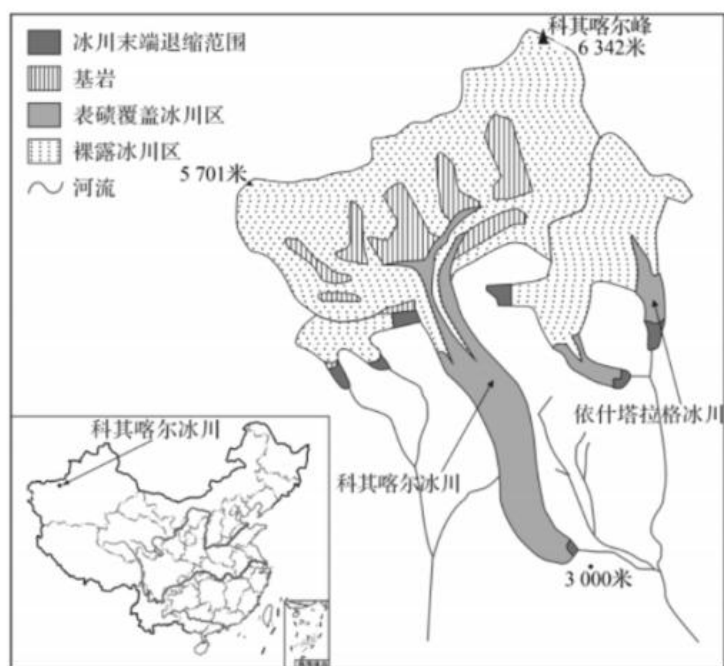 冰川末端退缩范围
基岩
表碛覆盖冰川区
裸露冰川区
河流
科其喀尔峰
6 342米
5 701米
依什塔拉格冰川
科其喀尔冰川
3 000米
科其喀尔冰川